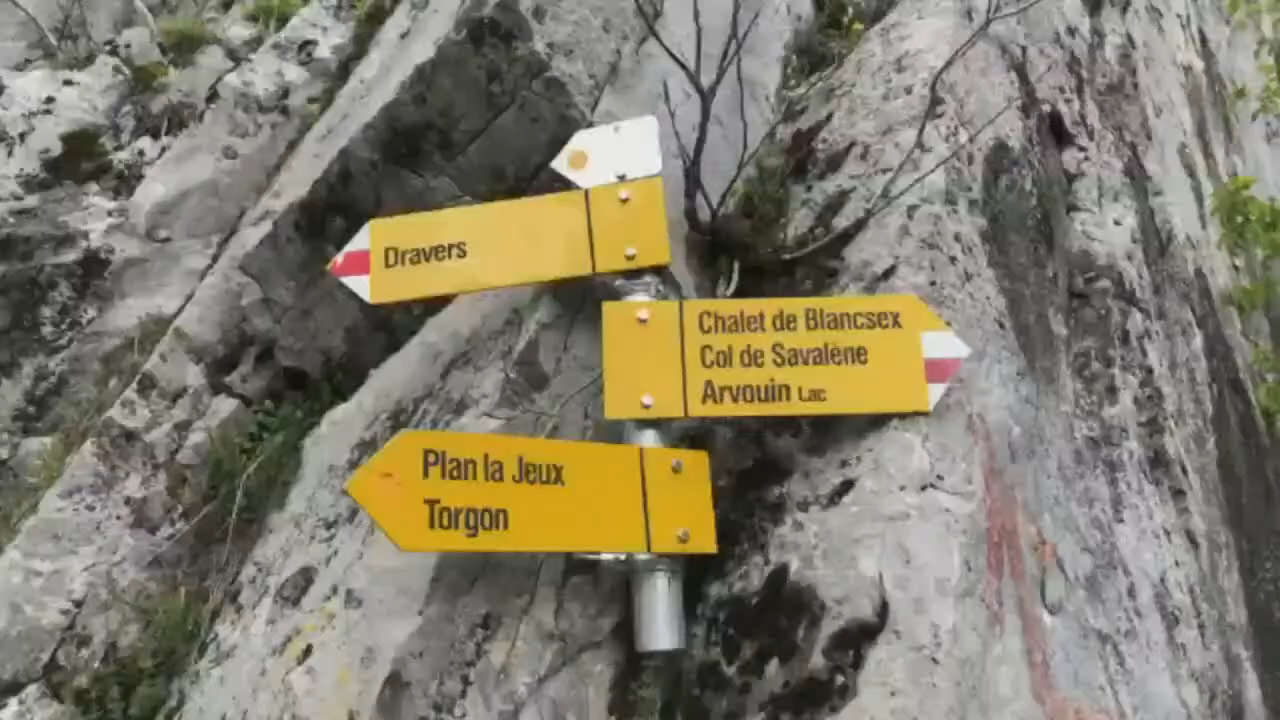 Dravers
Chalet de Blancsex
Col de Savalène
Arvouin Lac
Plan la Jeux
Torgon